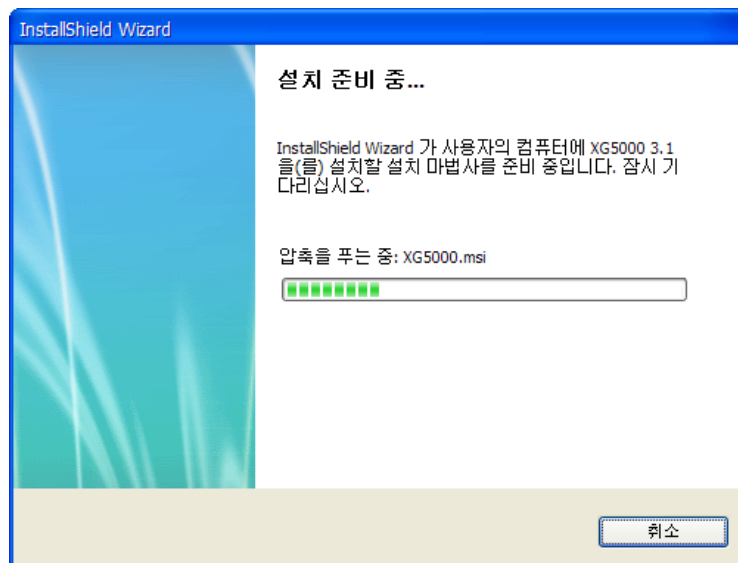 InstallShield Wizard
설치 준비 중...
InstallShield Wizard 가 사용자의 컴퓨터에 XG5000 3.1
을(를) 설치할 설치 마법사를 준비 중입니다. 잠시 기
다리십시오.
압축을 푸는 중: XG5000.msi
취소